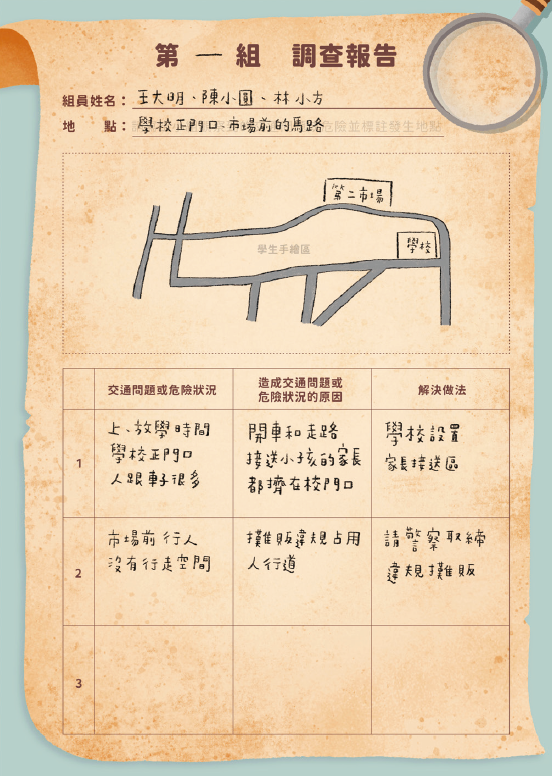 第 一 組 調查報告
組員姓名：王大明、陳小圓、林小方
地 點：學校正門口、市場前的馬路
危險並標註發生地點
第二市場
學校
學生手繪區
交通問題或危險狀況
造成交通問題或
危險狀況的原因
解決做法
1
上、放學時間
學校正門口
人跟車子很多
開車和走路
接送小孩的家長
都擠在校門口
學校設置
家長接送區
2
市場前行人
沒有行走空間
攤販違規占用
人行道
請警察取締
違規攤販
3